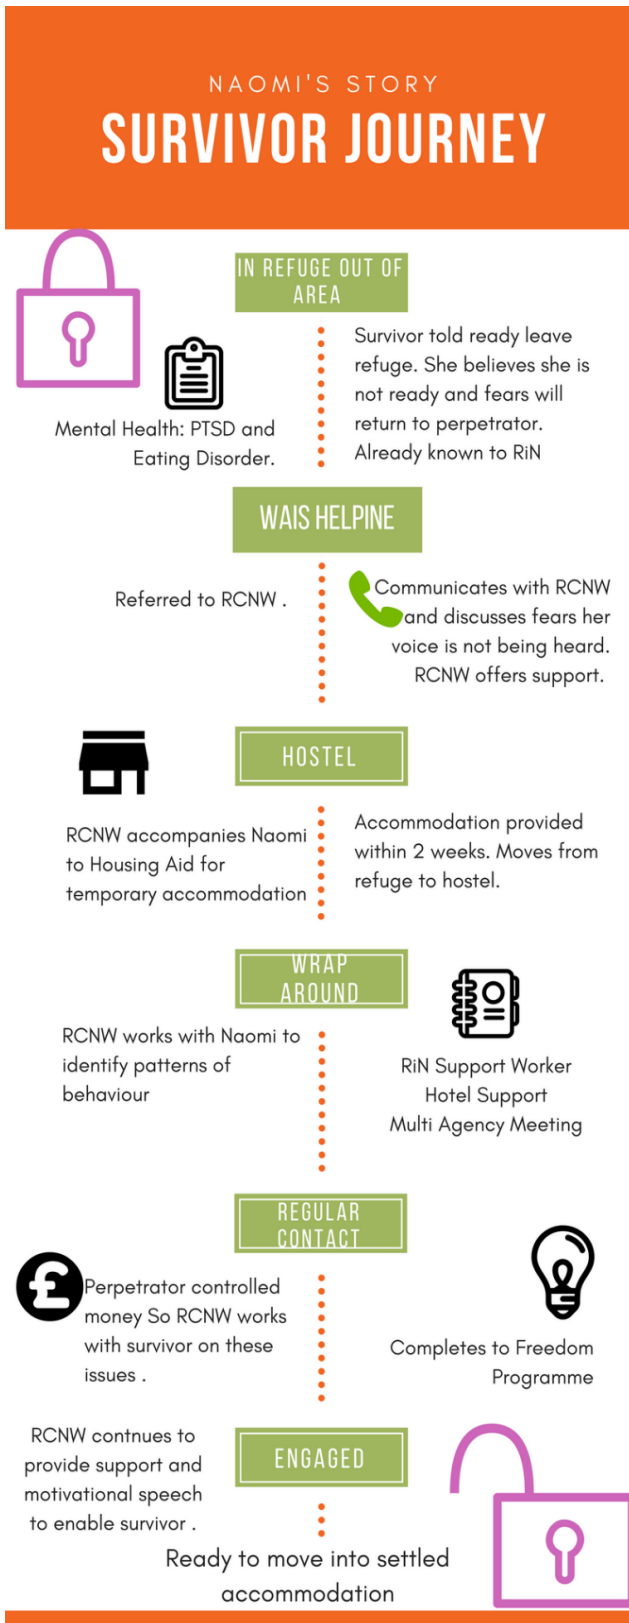 NAOMI'S STORY
SURVIVOR JOURNEY
IN REFUGE OUT OF
AREA
Survivor told ready leave
refuge. She believes she is
not ready and fears will
return to perpetrator.
Already known to RiN
Mental Health: PTSD and
Eating Disorder.
WAIS HELPINE
Referred to RCNW .
Communicates with RCNW
and discusses fears her
voice is not being heard.
RCNW offers support.
HOSTEL
RCNW accompanies Naomi
to Housing Aid for
temporary accommodation
Accommodation provided
within 2 weeks. Moves from
refuge to hostel.
WRAP
AROUND
RCNW works with Naomi to
identify patterns of
behaviour
RiN Support Worker
Hotel Support
Multi Agency Meeting
REGULAR
CONTACT
£
Perpetrator controlled
money So RCNW works
with survivor on these
issues .
Completes to Freedom
Programme
ENGAGED
RCNW contnues to
provide support and
motivational speech
to enable survivor .
Ready to move into settled
accommodation